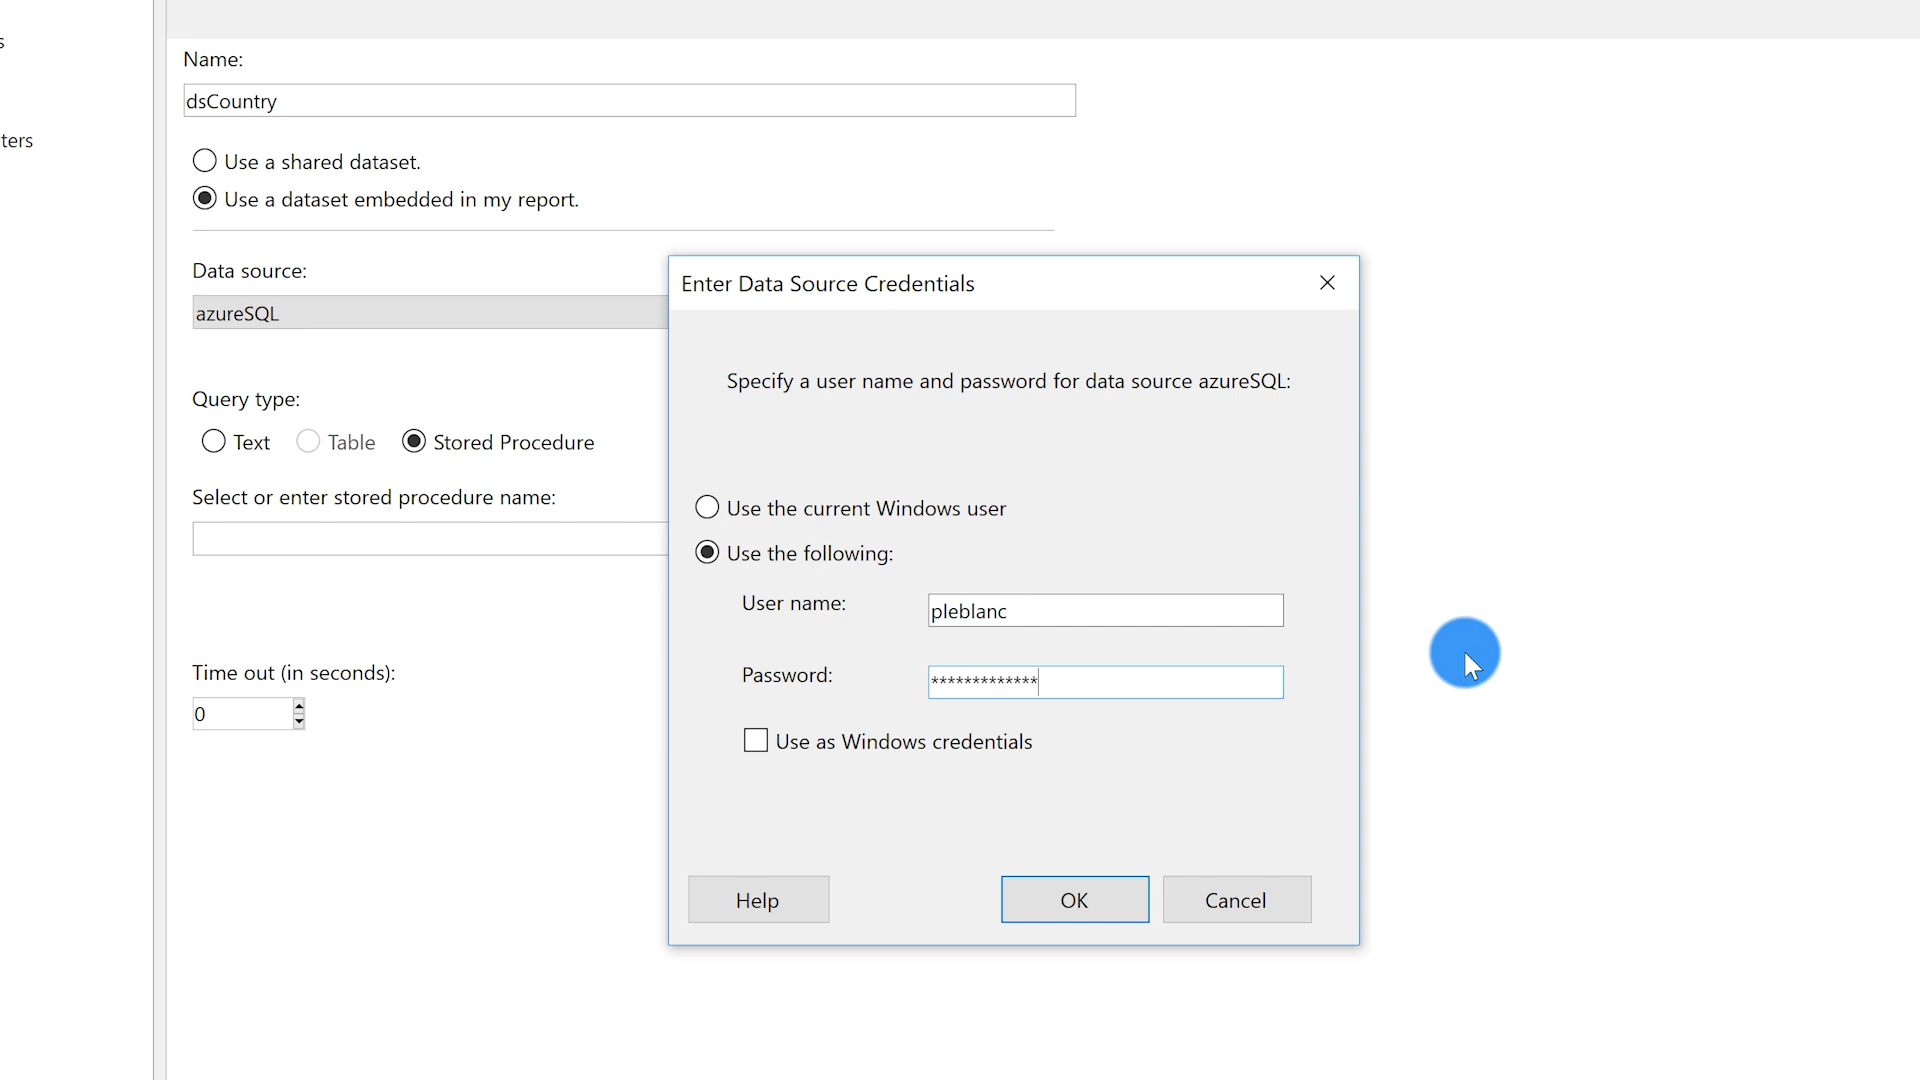 s
ters
Name:
dsCountry
Use a shared dataset.
Use a dataset embedded in my report.
Data source:
azureSQL
Query type:
Text Table Stored Procedure
Select or enter stored procedure name:
Time out (in seconds):
0
Enter Data Source Credentials
Specify a user name and password for data source azureSQL:
Use the current Windows user
Use the following:
User name: pleblanc
Password: *************
Use as Windows credentials
Help OK Cancel